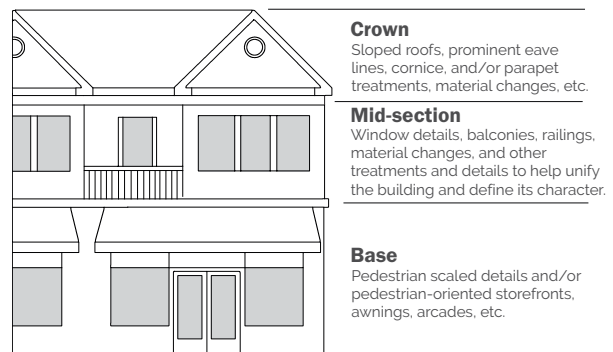 Crown
Sloped roofs, prominent eave
lines, cornice, and/or parapet
treatments, material changes, etc.
Mid-section
Window details, balconies, railings,
material changes, and other
treatments and details to help unify
the building and define its character.
Base
Pedestrian scaled details and/or
pedestrian-oriented storefronts,
awnings, arcades, etc.